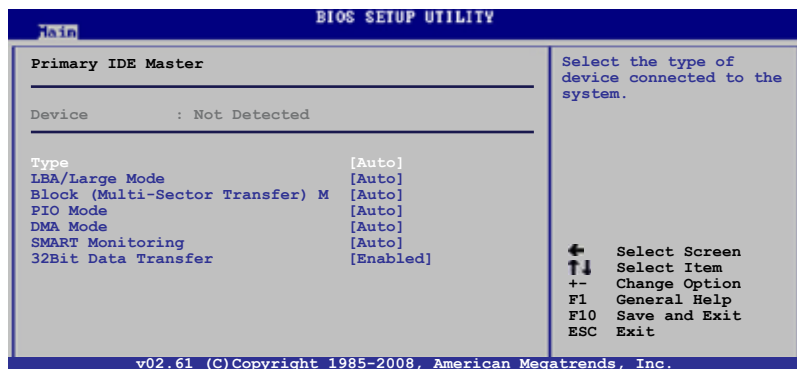 BIOS SETUP UTILITY
Main
Primary IDE Master
Device : Not Detected
Type [Auto]
LBA/Large Mode [Auto]
Block (Multi-Sector Transfer) M [Auto]
PIO Mode [Auto]
DMA Mode [Auto]
SMART Monitoring [Auto]
32Bit Data Transfer [Enabled]
Select the type of
device connected to the
system.
Select Screen
Select Item
+- Change Option
F1 General Help
F10 Save and Exit
ESC Exit
v02.61 (C)Copyright 1985-2008, American Megatrends, Inc.